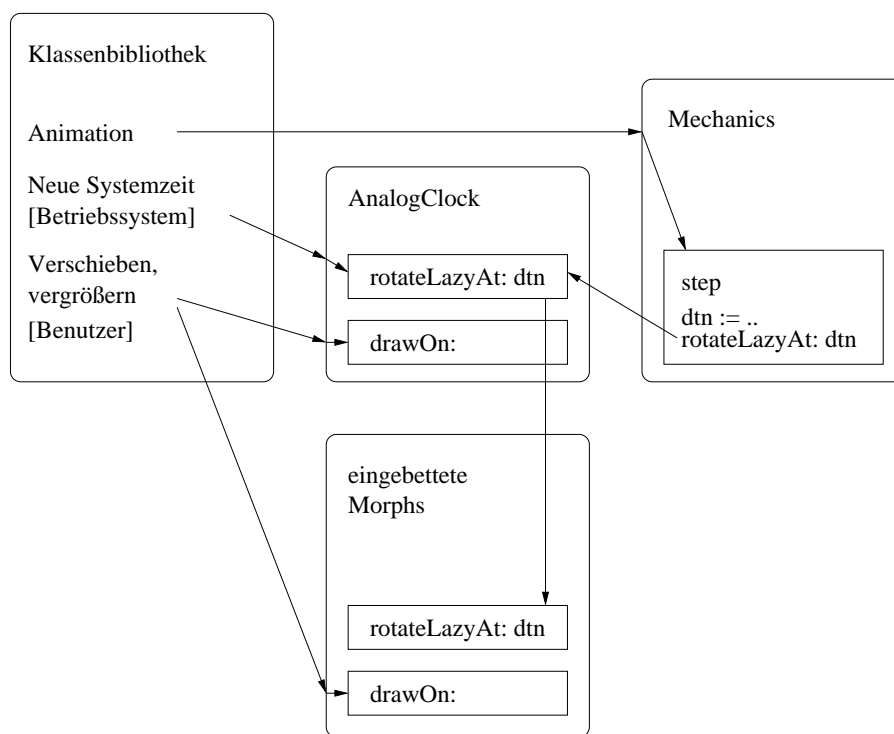 Klassenbibliothek
Animation
Neue Systemzeit
[Betriebssystem]
Verschieben,
vergrößern
[Benutzer]
AnalogClock
rotateLazyAt: dtn
drawOn:
Mechanics
step
dtn := ..
rotateLazyAt: dtn
eingebettete
Morphs
rotateLazyAt: dtn
drawOn: